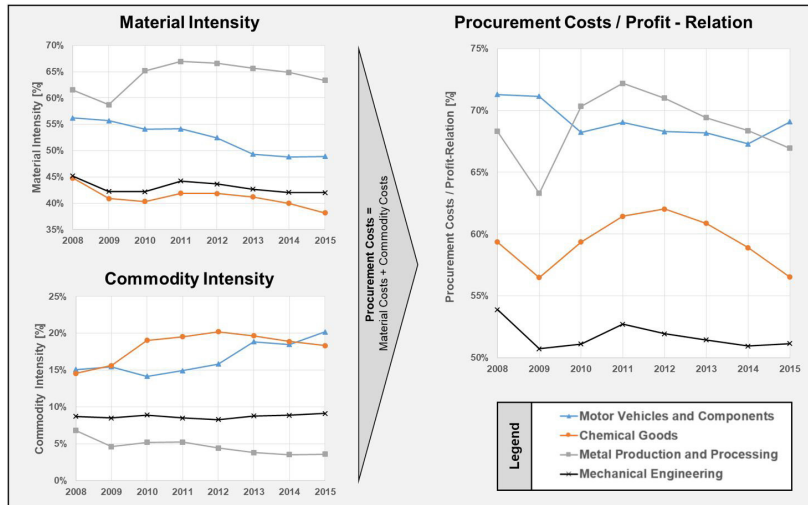 Material Intensity
70%
65%
60%
55%
50%
45%
40%
35%
Material Intensity [%]
2008 2009 2010 2011 2012 2013 2014 2015
Commodity Intensity
25%
20%
15%
10%
5%
0%
Commodity Intensity [%]
2008 2009 2010 2011 2012 2013 2014 2015
Procurement Costs =
Material Costs + Commodity Costs
Procurement Costs / Profit - Relation
75%
70%
65%
60%
55%
50%
Procurement Costs / Profit-Relation [%]
2008 2009 2010 2011 2012 2013 2014 2015
Legend
Motor Vehicles and Components
Chemical Goods
Metal Production and Processing
Mechanical Engineering